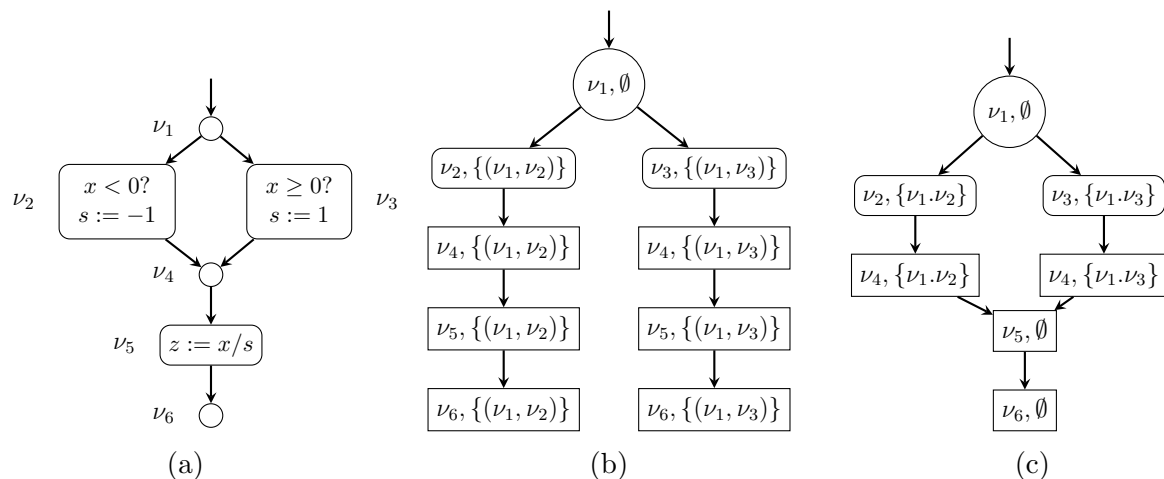 ν₁
x < 0?
s := −1
ν₂
x ≥ 0?
s := 1
ν₃
ν₄
ν₅
z := x/s
ν₆
(a)
ν₁, ∅
ν₂, {(ν₁, ν₂)}
ν₃, {(ν₁, ν₃)}
ν₄, {(ν₁, ν₂)}
ν₄, {(ν₁, ν₃)}
ν₅, {(ν₁, ν₂)}
ν₅, {(ν₁, ν₃)}
ν₆, {(ν₁, ν₂)}
ν₆, {(ν₁, ν₃)}
(b)
ν₁, ∅
ν₂, {ν₁.ν₂}
ν₃, {ν₁.ν₃}
ν₄, {ν₁.ν₂}
ν₄, {ν₁.ν₃}
ν₅, ∅
ν₆, ∅
(c)